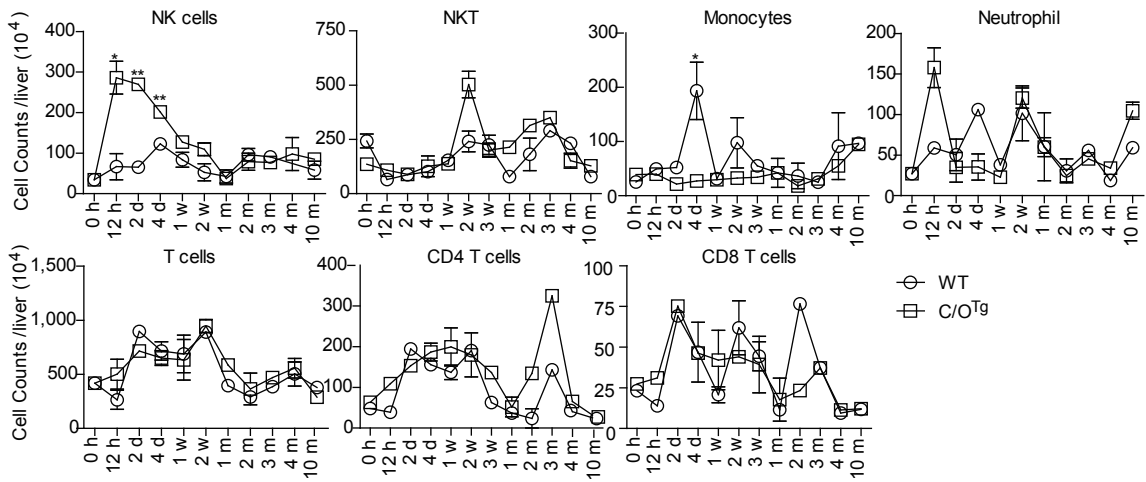 NK cells
NKT
Monocytes
Neutrophil
Cell Counts /liver (10⁴)
400
300
200
100
0
*
**
**
0 h
12 h
2 d
4 d
1 w
2 w
1 m
2 m
3 m
4 m
10 m
750
500
250
0
0 h
12 h
2 d
4 d
1 w
2 w
3 w
1 m
2 m
3 m
4 m
10 m
300
200
100
0
*
0 h
12 h
2 d
4 d
1 w
2 w
3 w
1 m
2 m
3 m
4 m
10 m
200
150
100
50
0
0 h
12 h
2 d
4 d
1 w
2 w
1 m
2 m
3 m
4 m
10 m
T cells
CD4 T cells
CD8 T cells
Cell Counts/liver (10⁴)
1,500
1,000
500
0
0 h
12 h
2 d
4 d
1 w
2 w
1 m
2 m
3 m
4 m
10 m
400
300
200
100
0
0 h
12 h
2 d
4 d
1 w
2 w
3 w
1 m
2 m
3 m
4 m
10 m
100
75
50
25
0
0 h
12 h
2 d
4 d
1 w
2 w
3 w
1 m
2 m
3 m
4 m
10 m
WT
C/Oᵀᵍ